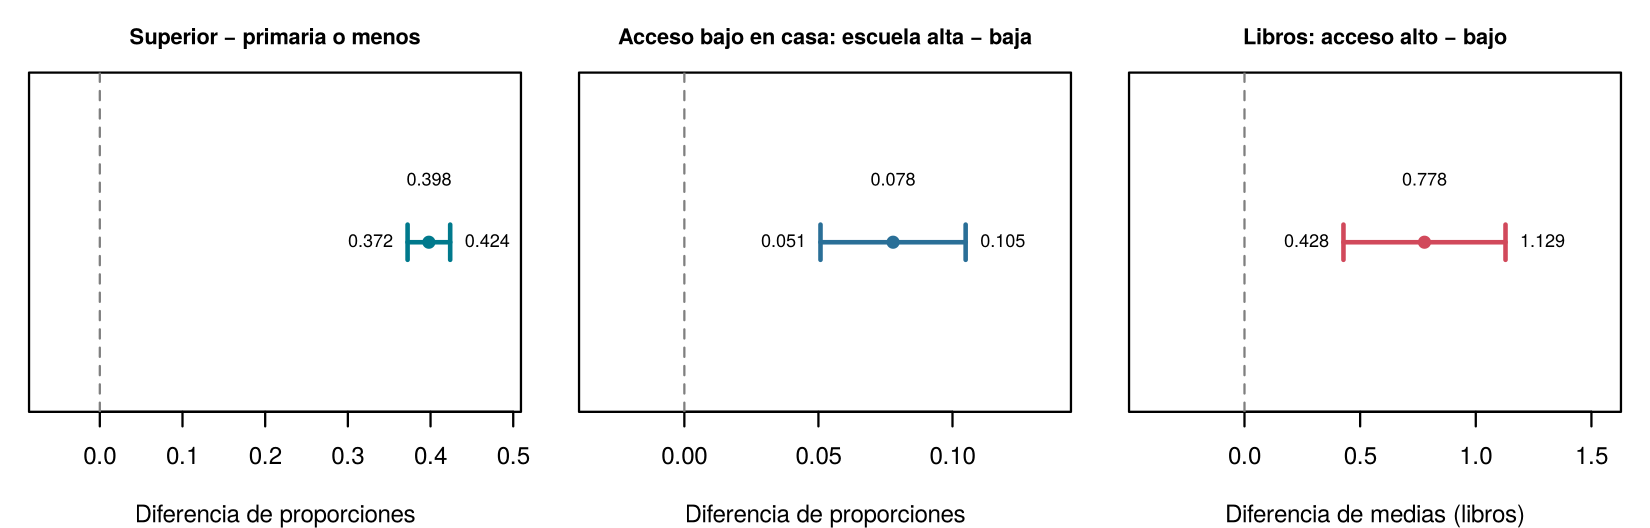 Superior – primaria o menos
0.398
0.372
0.424
0.0 0.1 0.2 0.3 0.4 0.5
Diferencia de proporciones
Acceso bajo en casa: escuela alta – baja
0.078
0.051
0.105
0.00 0.05 0.10
Diferencia de proporciones
Libros: acceso alto – bajo
0.778
0.428
1.129
0.0 0.5 1.0 1.5
Diferencia de medias (libros)